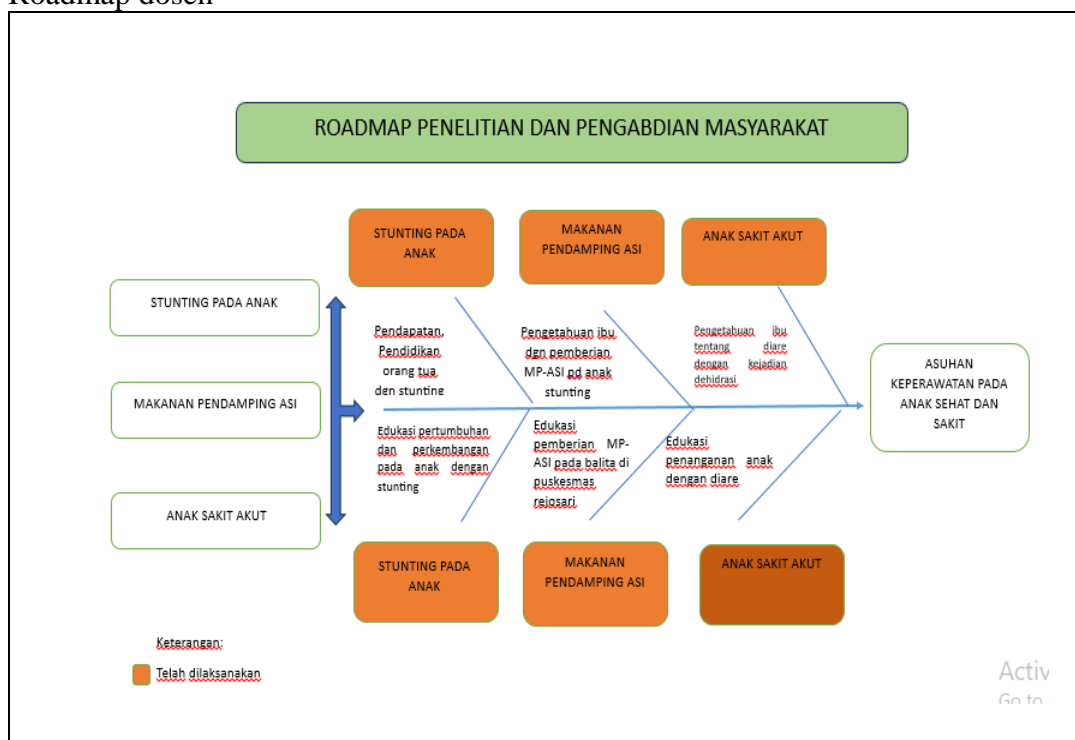 Roadmap dosen
ROADMAP PENELITIAN DAN PENGABDIAN MASYARAKAT
STUNTING PADA
ANAK
MAKANAN
PENDAMPING ASI
ANAK SAKIT AKUT
STUNTING PADA ANAK
MAKANAN PENDAMPING ASI
ANAK SAKIT AKUT
Pendapatan,
Pendidikan
orang tua
den stunting
Pengetahuan ibu
dgn pemberian
MP-ASI pd anak
stunting
Pengetahuan ibu
tentang diare
dengan kejadian
dehidrasi
ASUHAN
KEPERAWATAN PADA
ANAK SEHAT DAN
SAKIT
Edukasi pertumbuhan
dan perkembangan
pada anak dengan
stunting
Edukasi
pemberian MP-
ASI pada balita di
puskesmas
rejosari
Edukasi
penanganan anak
dengan diare
STUNTING PADA
ANAK
MAKANAN
PENDAMPING ASI
ANAK SAKIT AKUT
Keterangan:
Telah dilaksanakan
Activ
Go to